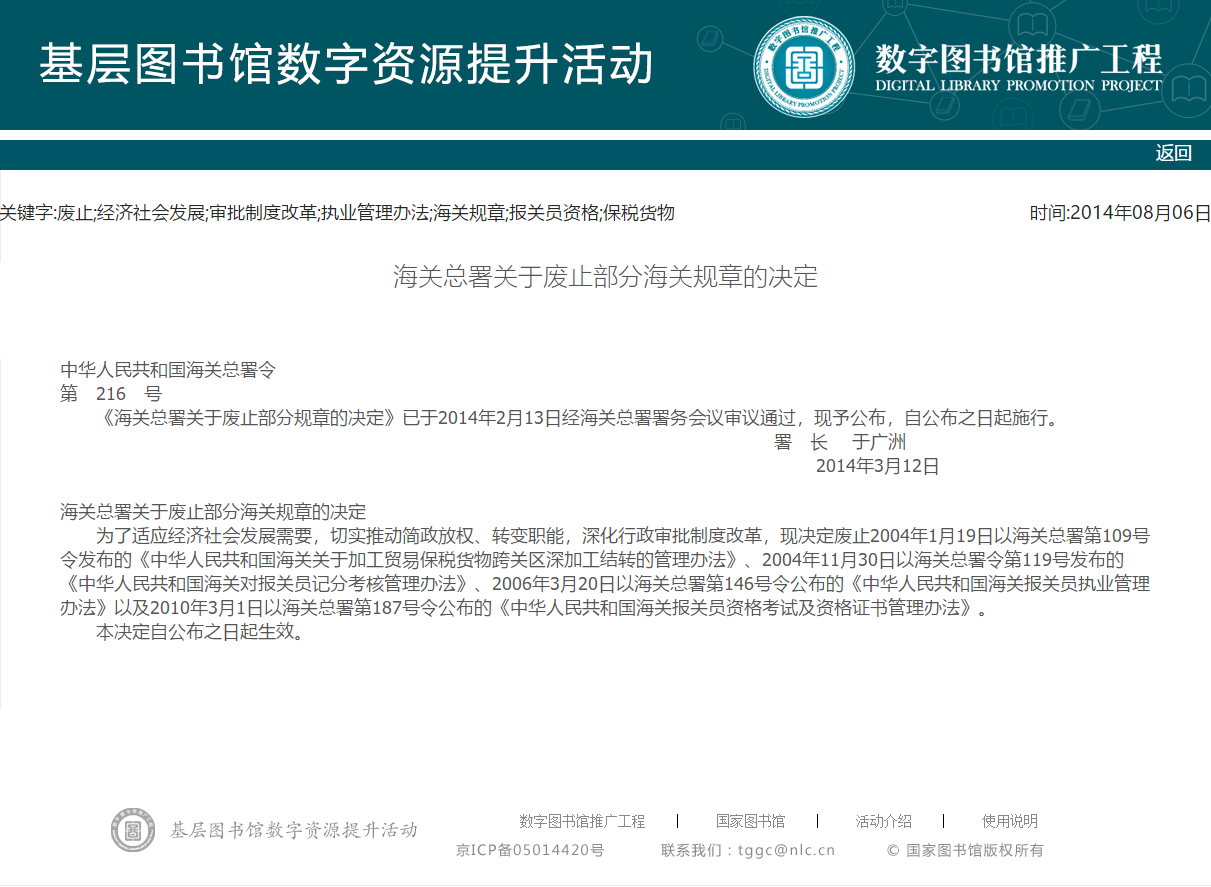 基层图书馆数字资源提升活动
数字图书馆推广工程
DIGITAL LIBRARY PROMOTION PROJECT
数字图书馆推广工程
DIGITAL LIBRARY PROMOTION PROJECT
返回
关键字:废止;经济社会发展;审批制度改革;执业管理办法;海关规章;报关员资格;保税货物
时间:2014年08月06日
海关总署关于废止部分海关规章的决定
中华人民共和国海关总署令
第　216　号
《海关总署关于废止部分规章的决定》已于2014年2月13日经海关总署署务会议审议通过，现予公布，自公布之日起施行。
署　长　 于广洲
2014年3月12日
海关总署关于废止部分海关规章的决定
为了适应经济社会发展需要，切实推动简政放权、转变职能，深化行政审批制度改革，现决定废止2004年1月19日以海关总署第109号
令发布的《中华人民共和国海关关于加工贸易保税货物跨关区深加工结转的管理办法》、2004年11月30日以海关总署令第119号发布的
《中华人民共和国海关对报关员记分考核管理办法》、2006年3月20日以海关总署第146号令公布的《中华人民共和国海关报关员执业管理
办法》以及2010年3月1日以海关总署第187号令公布的《中华人民共和国海关报关员资格考试及资格证书管理办法》。
本决定自公布之日起生效。
基层图书馆数字资源提升活动
数字图书馆推广工程 | 国家图书馆 | 活动介绍 | 使用说明
京ICP备05014420号 联系我们：tggc@nlc.cn © 国家图书馆版权所有